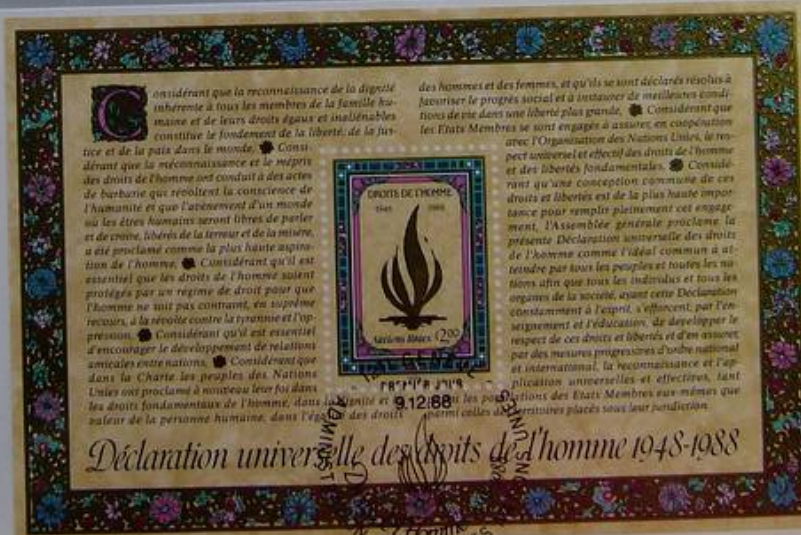 Considérant que la reconnaissance de la dignité
inhérente à tous les membres de la famille hu-
maine et de leurs droits égaux et inaliénables
constitue le fondement de la liberté, de la jus-
tice et de la paix dans le monde, Consi-
dérant que la méconnaissance et le mépris
des droits de l'homme ont conduit à des actes
de barbarie qui révoltent la conscience de
l'humanité et que l'avènement d'un monde
où les êtres humains seront libres de parler
et de croire, libérés de la terreur et de la misère,
a été proclamé comme la plus haute aspira-
tion de l'homme, Considérant qu'il est
essentiel que les droits de l'homme soient
protégés par un régime de droit pour que
l'homme ne soit pas contraint, en suprême
recours, à la révolte contre la tyrannie et l'op-
pression, Considérant qu'il est essentiel
d'encourager le développement de relations
amicales entre nations, Considérant que
dans la Charte les peuples des Nations
Unies ont proclamé à nouveau leur foi dans
les droits fondamentaux de l'homme, dans la dignité et
valeur de la personne humaine, dans l'égalité des droits
des hommes et des femmes, et qu'ils se sont déclarés résolus à
favoriser le progrès social et à instaurer de meilleures condi-
tions de vie dans une liberté plus grande, Considérant que
les Etats Membres se sont engagés à assurer, en coopération
avec l'Organisation des Nations Unies, le res-
pect universel et effectif des droits de l'homme
et des libertés fondamentales, Considé-
rant qu'une conception commune de ces
droits et libertés est de la plus haute impor-
tance pour remplir pleinement cet engage-
ment, l'Assemblée générale proclame la
présente Déclaration universelle des droits
de l'homme comme l'idéal commun à at-
teindre par tous les peuples et toutes les na-
tions afin que tous les individus et tous les
organes de la société, ayant cette Déclaration
constamment à l'esprit, s'efforcent, par l'en-
seignement et l'éducation, de développer le
respect de ces droits et libertés et d'en assurer,
par des mesures progressives d'ordre national
et international, la reconnaissance et l'ap-
plication universelles et effectives, tant
parmi les populations des Etats Membres eux-mêmes que
parmi celles des territoires placés sous leur juridiction.
DROITS DE L'HOMME
1948 1988
Nations Unies F.s. 2.00
9.12.88
Déclaration universelle des droits de l'homme 1948-1988